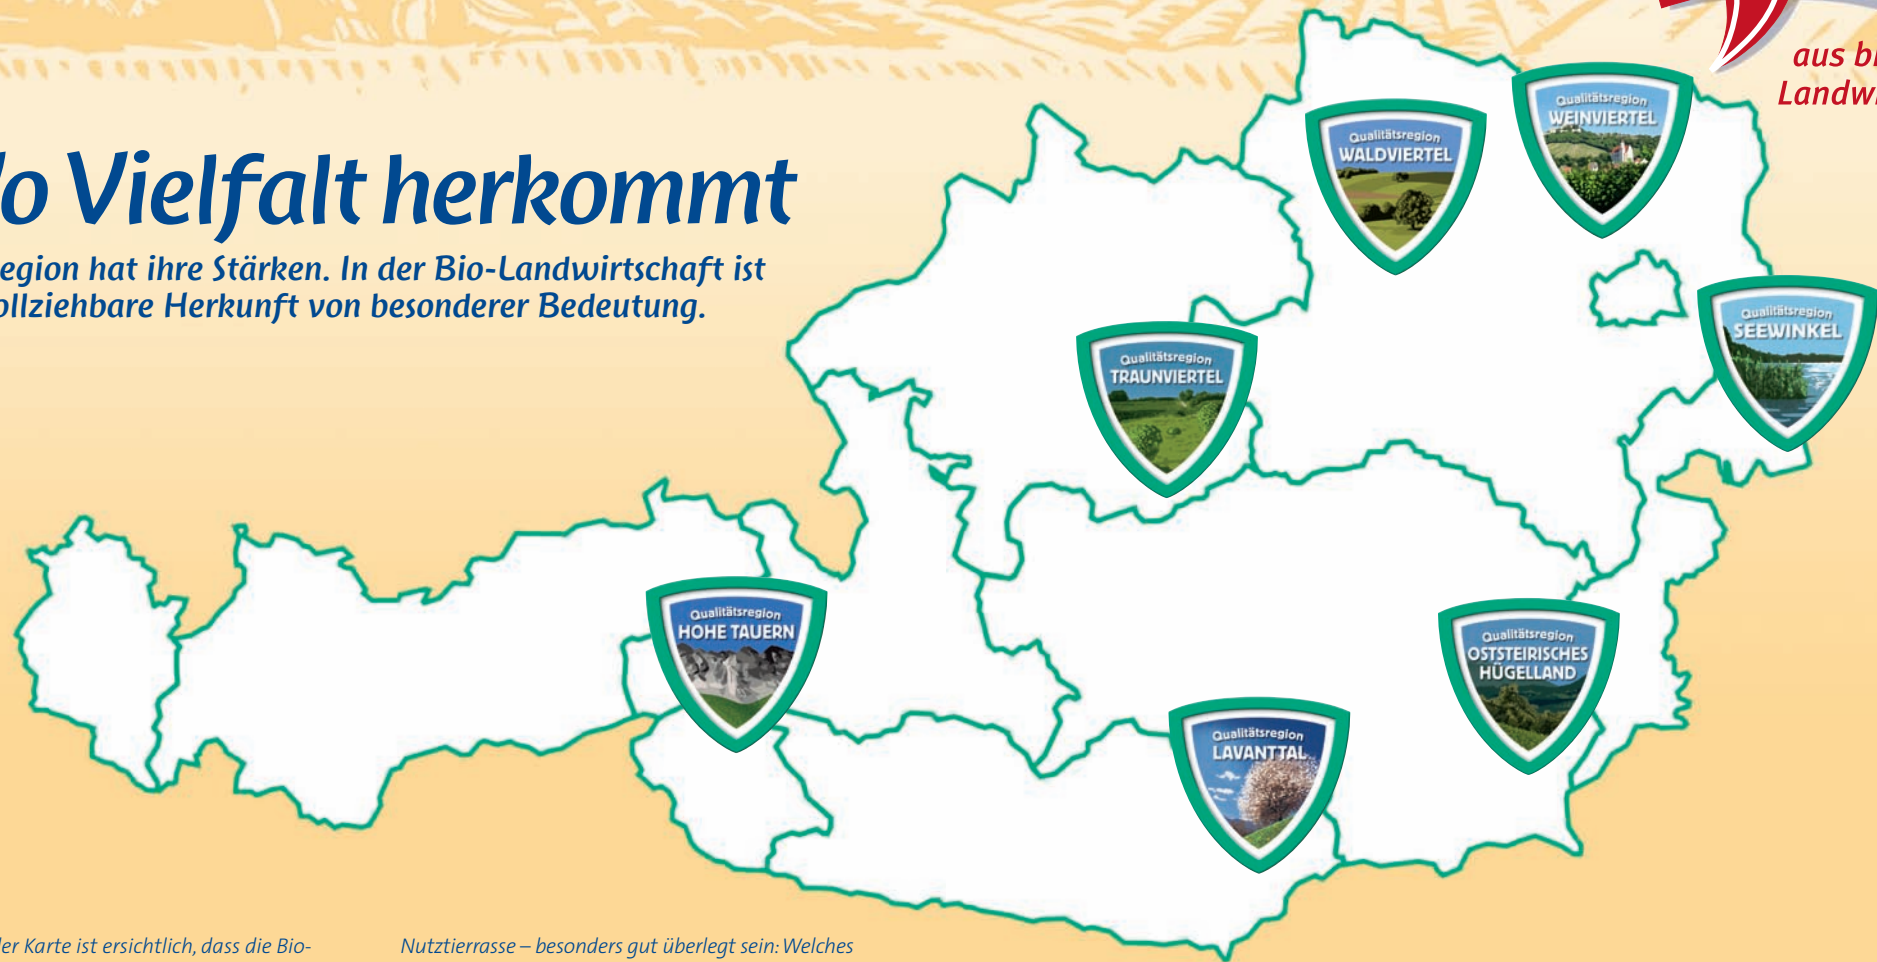 aus b
Landw
o Vielfalt herkommt
egion hat ihre Stärken. In der Bio-Landwirtschaft ist
ollziehbare Herkunft von besonderer Bedeutung.
Qualitätsregion
WALDVIERTEL
Qualitätsregion
WEINVIERTEL
Qualitätsregion
SEEWINKEL
Qualitätsregion
TRAUNVIERTEL
Qualitätsregion
HOHE TAUERN
Qualitätsregion
OSTSTEIRISCHES
HÜGELLAND
Qualitätsregion
LAVANTTAL
er Karte ist ersichtlich, dass die Bio-
Nutztierrasse – besonders gut überlegt sein: Welches